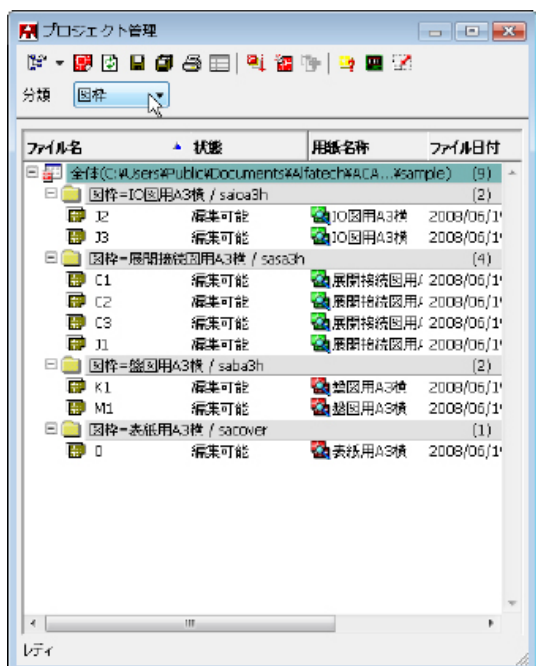 プロジェクト管理
分類 図枠
ファイル名 状態 用紙名称 ファイル日付
全体(C:¥Users¥Public¥Documents¥Alfatech¥ACA...¥sample) (9)
図枠=IO図用A3横 / saioa3h (2)
J2 編集可能 IO図用A3横 2008/06/1
J3 編集可能 IO図用A3横 2008/06/1
図枠=展開接続図用A3横 / sasa3h (4)
C1 編集可能 展開接続図用 2008/06/1
C2 編集可能 展開接続図用 2008/06/1
C3 編集可能 展開接続図用 2008/06/1
J1 編集可能 展開接続図用 2008/06/1
図枠=盤図用A3横 / saba3h (2)
K1 編集可能 盤図用A3横 2008/06/1
M1 編集可能 盤図用A3横 2008/06/1
図枠=表紙用A3横 / sacover (1)
0 編集可能 表紙用A3横 2008/06/1
レディ